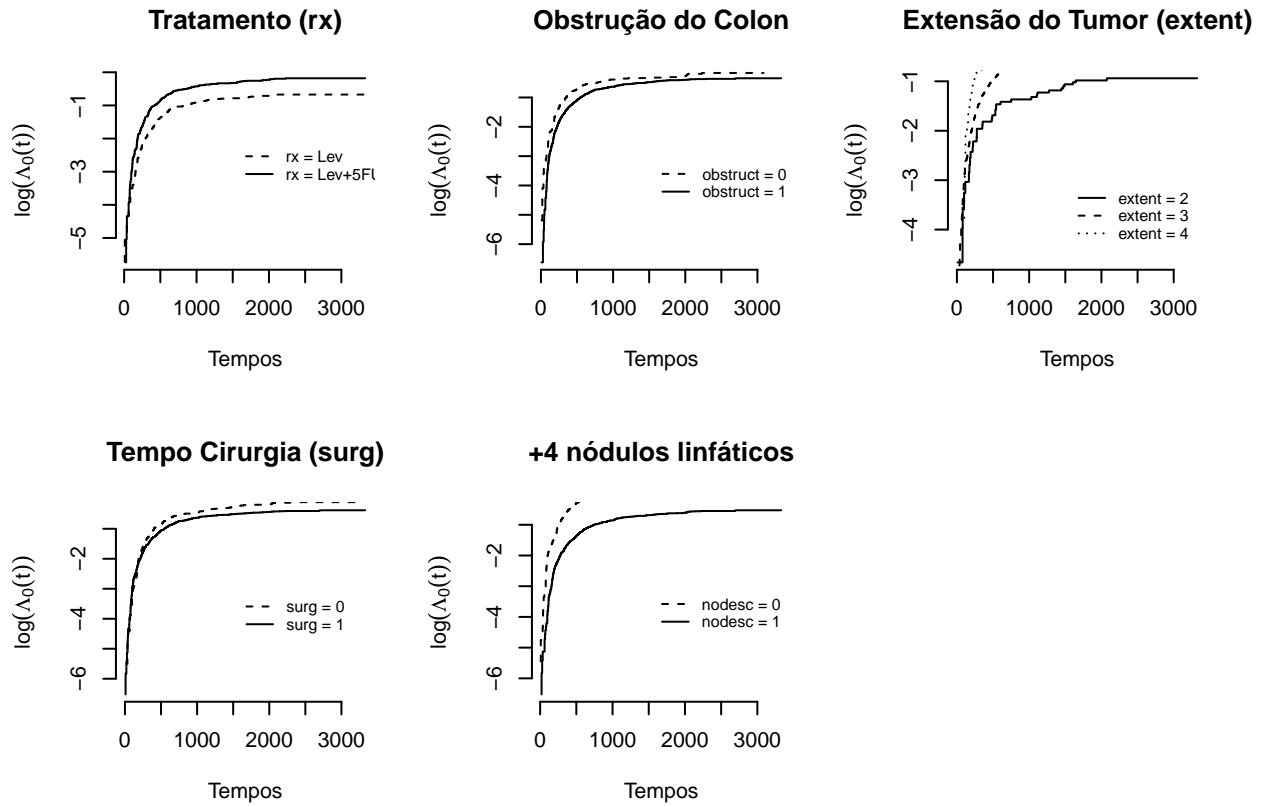 Tratamento (rx)
log(Λ0(t))
−1
−3
−5
rx = Lev
rx = Lev+5FU
0 1000 2000 3000
Tempos
Obstrução do Colon
log(Λ0(t))
−2
−4
−6
obstruct = 0
obstruct = 1
0 1000 2000 3000
Tempos
Extensão do Tumor (extent)
log(Λ0(t))
−1
−2
−3
−4
extent = 2
extent = 3
extent = 4
0 1000 2000 3000
Tempos
Tempo Cirurgia (surg)
log(Λ0(t))
−2
−4
−6
surg = 0
surg = 1
0 1000 2000 3000
Tempos
+4 nódulos linfáticos
log(Λ0(t))
−2
−4
−6
nodesc = 0
nodesc = 1
0 1000 2000 3000
Tempos